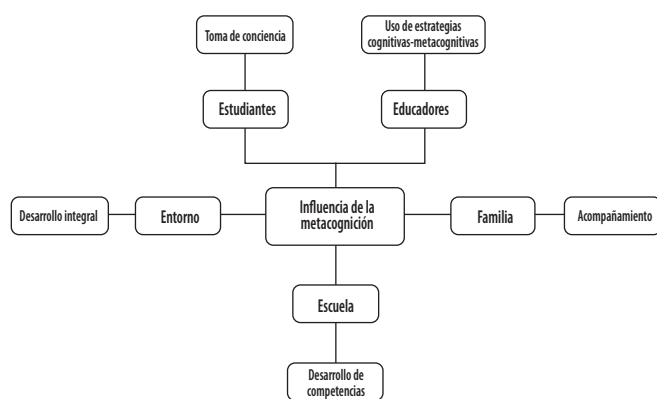 Toma de conciencia
Uso de estrategias
cognitivas-metacognitivas
Estudiantes
Educadores
Desarrollo integral
Entorno
Influencia de la
metacognición
Familia
Acompañamiento
Escuela
Desarrollo de
competencias